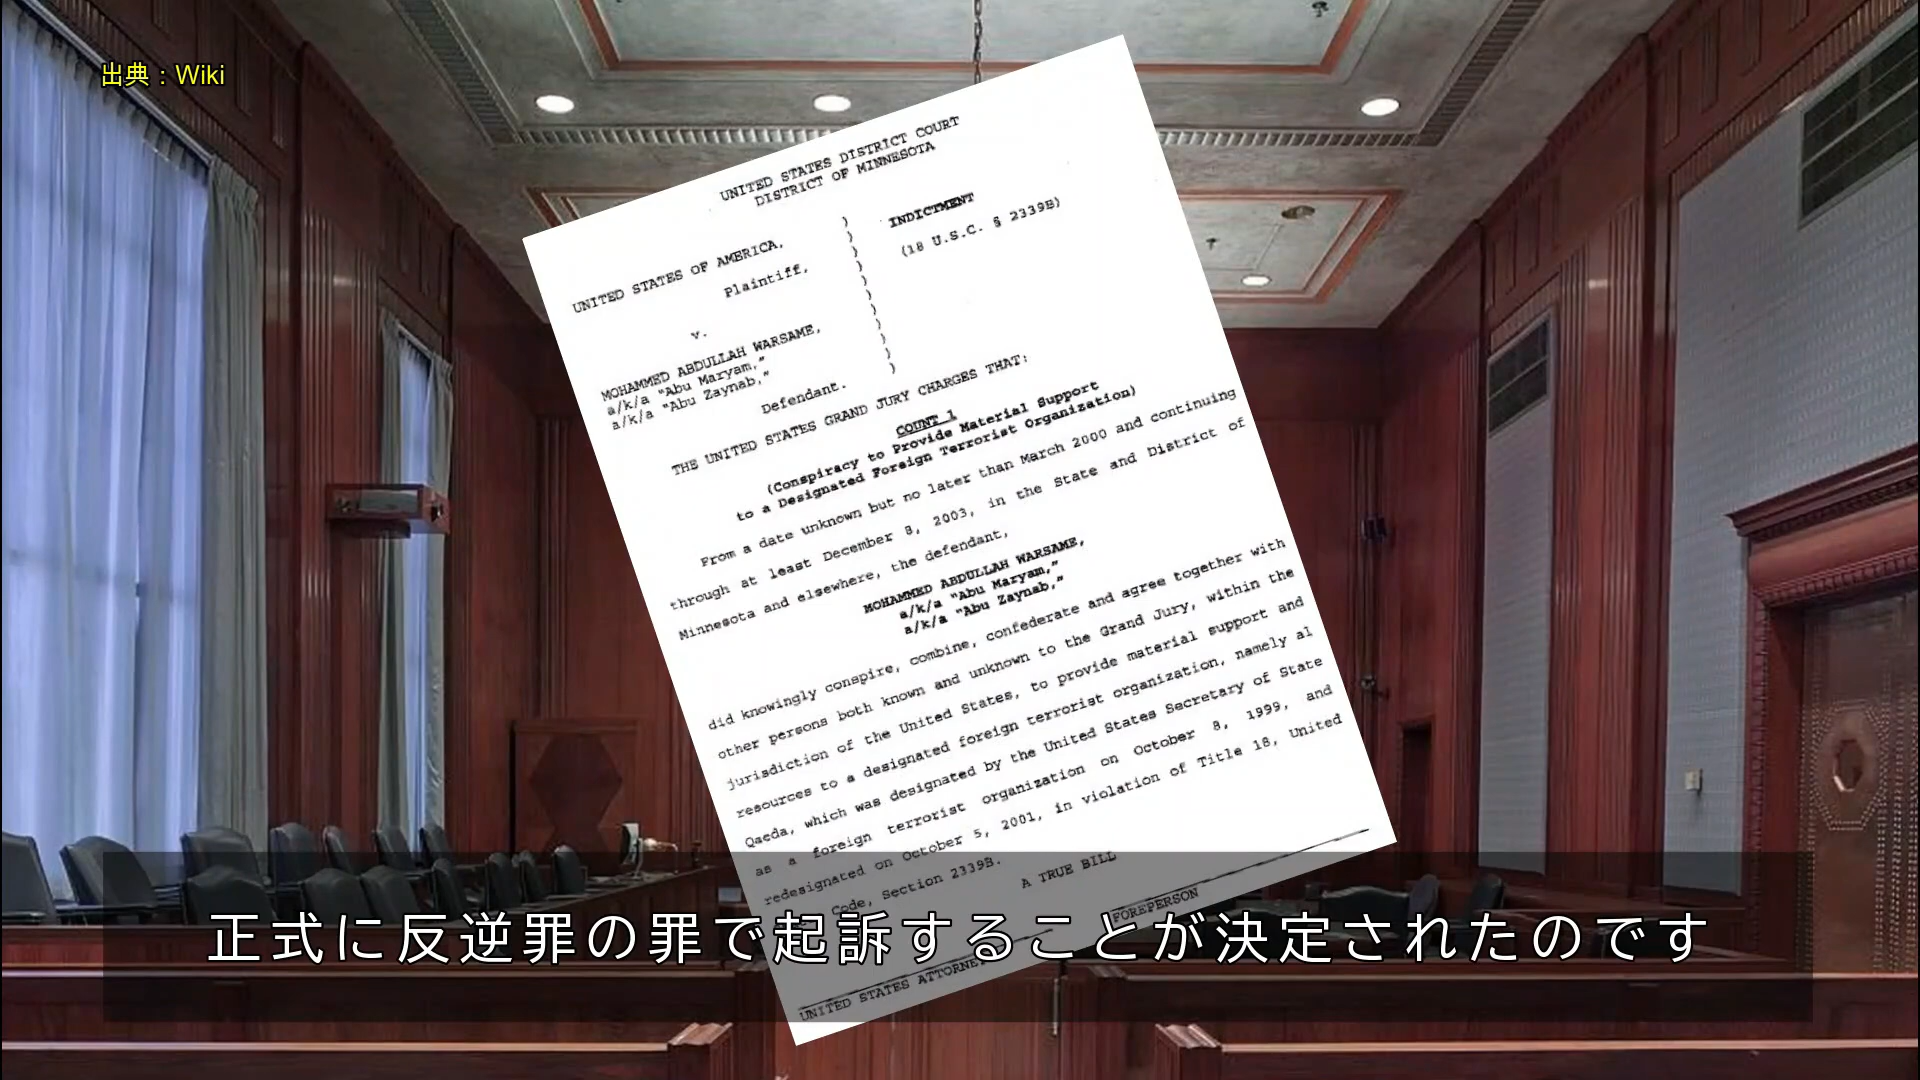 出典：Wiki
UNITED STATES DISTRICT COURT
DISTRICT OF MINNESOTA
UNITED STATES OF AMERICA,
Plaintiff,
v.
MOHAMMED ABDULLAH WARSAME,
a/k/a "Abu Maryam,"
a/k/a "Abu Zaynab,"
Defendant.
)
)
)
)
)
)
)
)
)
)
)
INDICTMENT
(18 U.S.C. § 2339B)
THE UNITED STATES GRAND JURY CHARGES THAT:
COUNT 1
(Conspiracy to Provide Material Support
to a Designated Foreign Terrorist Organization)
From a date unknown but no later than March 2000 and continuing
through at least December 8, 2003, in the State and District of
Minnesota and elsewhere, the defendant,
MOHAMMED ABDULLAH WARSAME,
a/k/a "Abu Maryam,"
a/k/a "Abu Zaynab,"
did knowingly conspire, combine, confederate and agree together with
other persons both known and unknown to the Grand Jury, within the
jurisdiction of the United States, to provide material support and
resources to a designated foreign terrorist organization, namely al
Qaeda, which was designated by the United States Secretary of State
as a foreign terrorist organization on October 8, 1999, and
redesignated on October 5, 2001, in violation of Title 18, United
Code, Section 2339B.
A TRUE BILL
UNITED STATES ATTORNEY
FOREPERSON
正式に反逆罪の罪で起訴することが決定されたのです